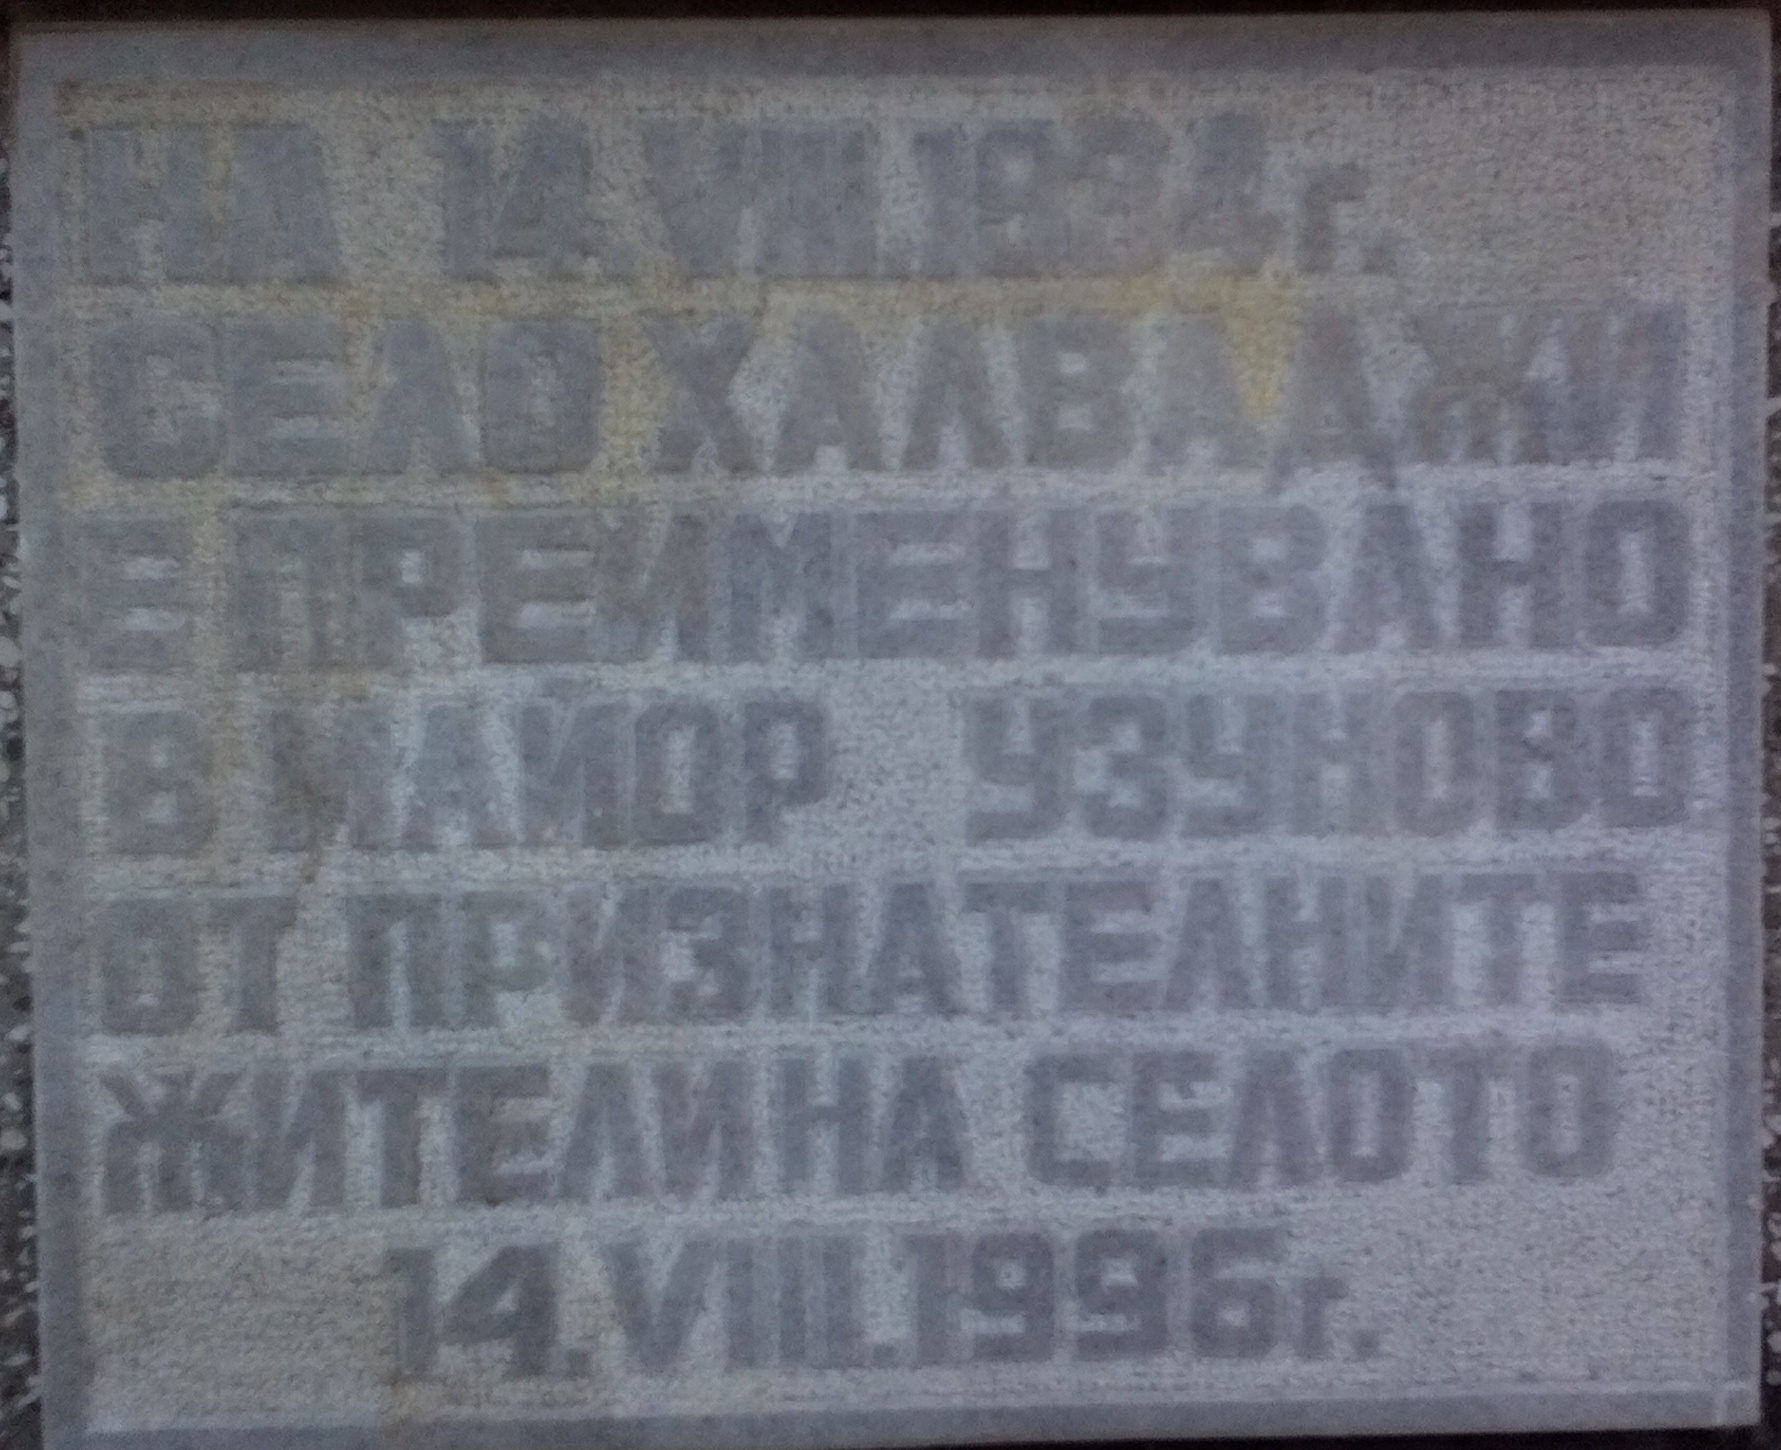 НА 14.VIII 1934г.
СЕЛО ХАЛВАДЖИ
Е ПРЕИМЕНУВАНО
В МАЙОР УЗУНОВО
ОТ ПРИЗНАТЕЛНИТЕ
ЖИТЕЛИ НА СЕЛОТО
14.VIII.1996г.